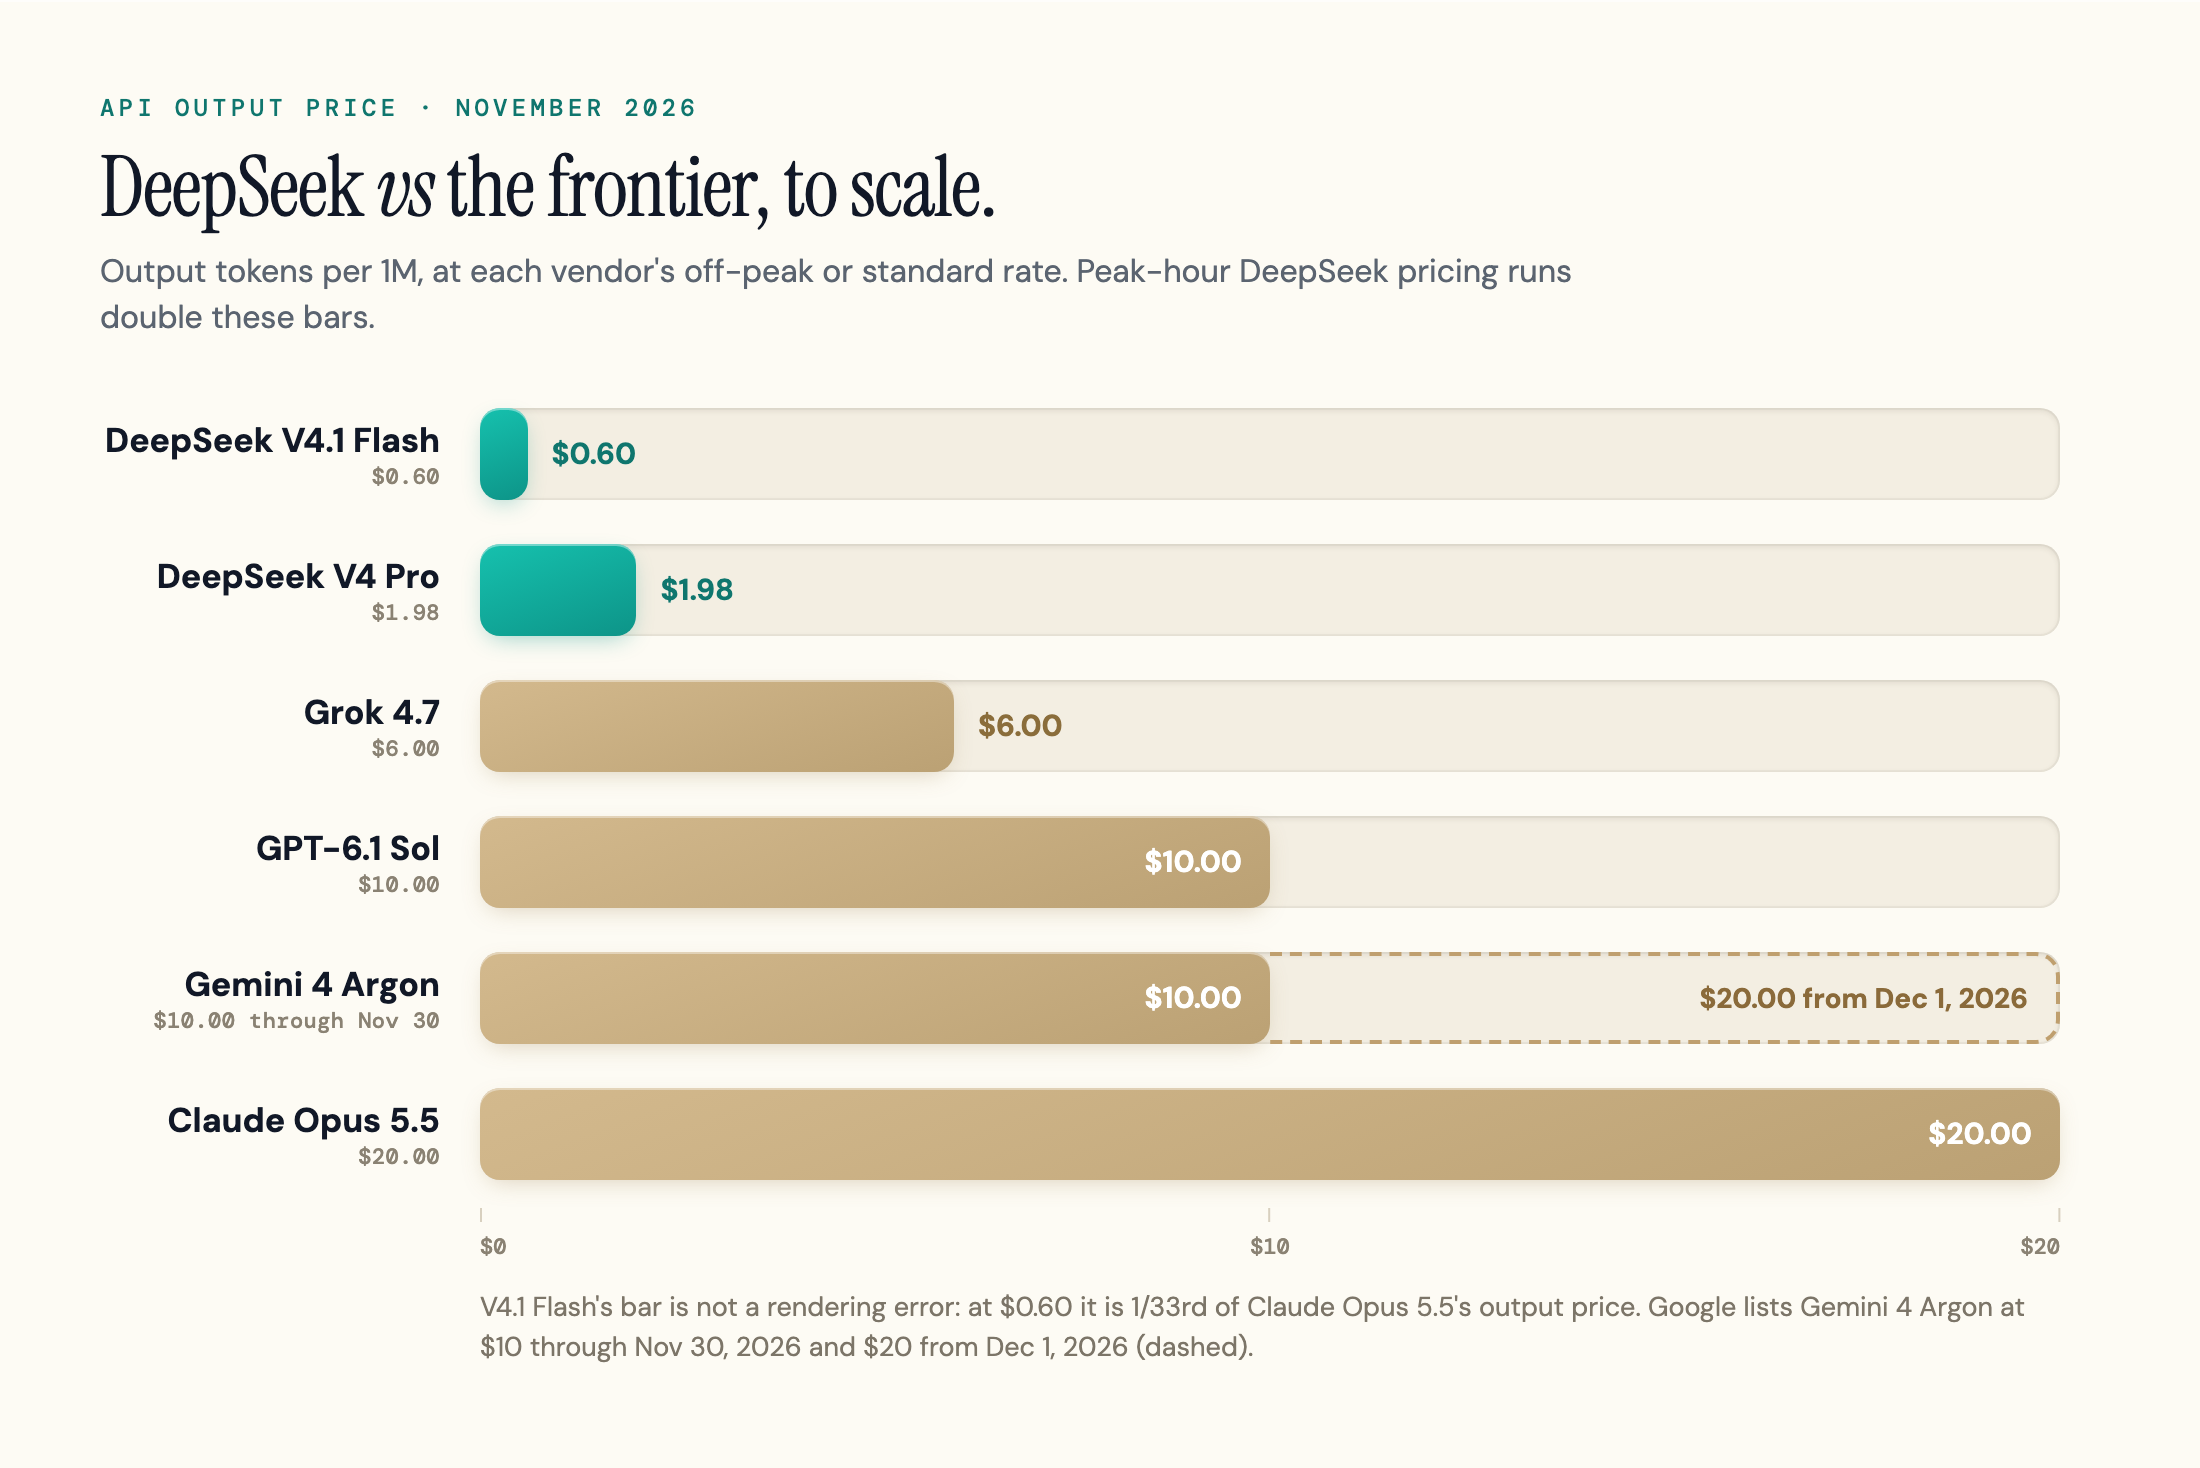 API OUTPUT PRICE · NOVEMBER 2026
DeepSeek vs the frontier, to scale.
Output tokens per 1M, at each vendor's off-peak or standard rate. Peak-hour DeepSeek pricing runs
double these bars.
DeepSeek V4.1 Flash
$0.60
$0.60
DeepSeek V4 Pro
$1.98
$1.98
Grok 4.7
$6.00
$6.00
GPT-6.1 Sol
$10.00
$10.00
Gemini 4 Argon
$10.00 through Nov 30
$10.00
$20.00 from Dec 1, 2026
Claude Opus 5.5
$20.00
$20.00
$0
$10
$20
V4.1 Flash's bar is not a rendering error: at $0.60 it is 1/33rd of Claude Opus 5.5's output price. Google lists Gemini 4 Argon at
$10 through Nov 30, 2026 and $20 from Dec 1, 2026 (dashed).